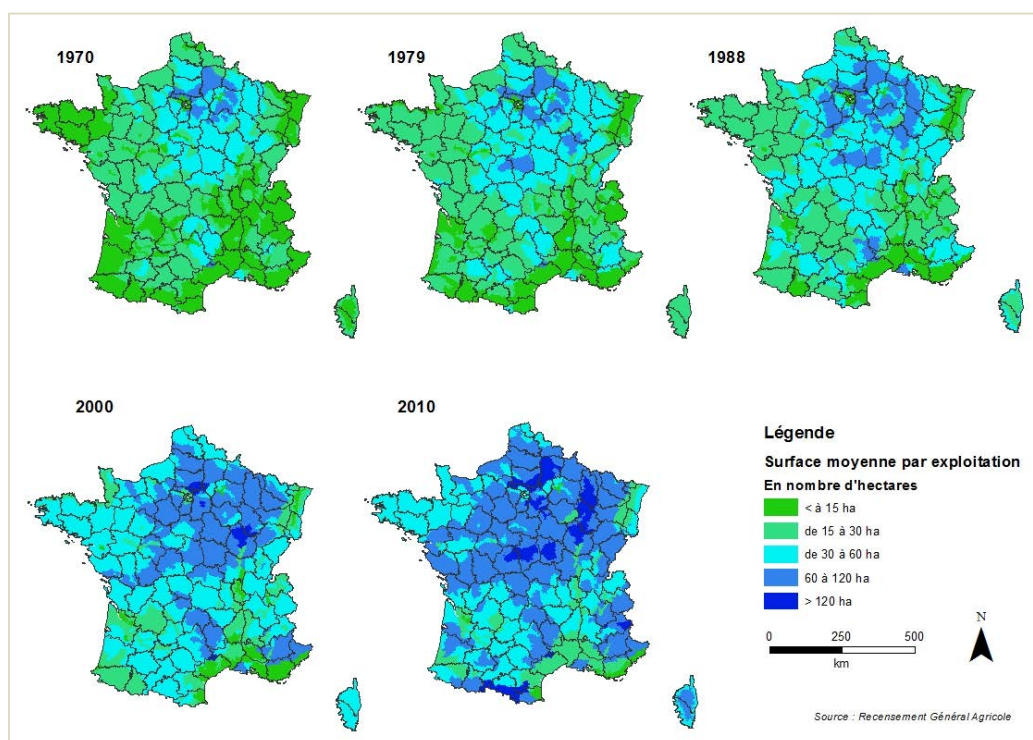 1970
1979
1988
2000
2010
Légende
Surface moyenne par exploitation
En nombre d'hectares
< à 15 ha
de 15 à 30 ha
de 30 à 60 ha
60 à 120 ha
> 120 ha
0 250 500
km
N
Source : Recensement Général Agricole